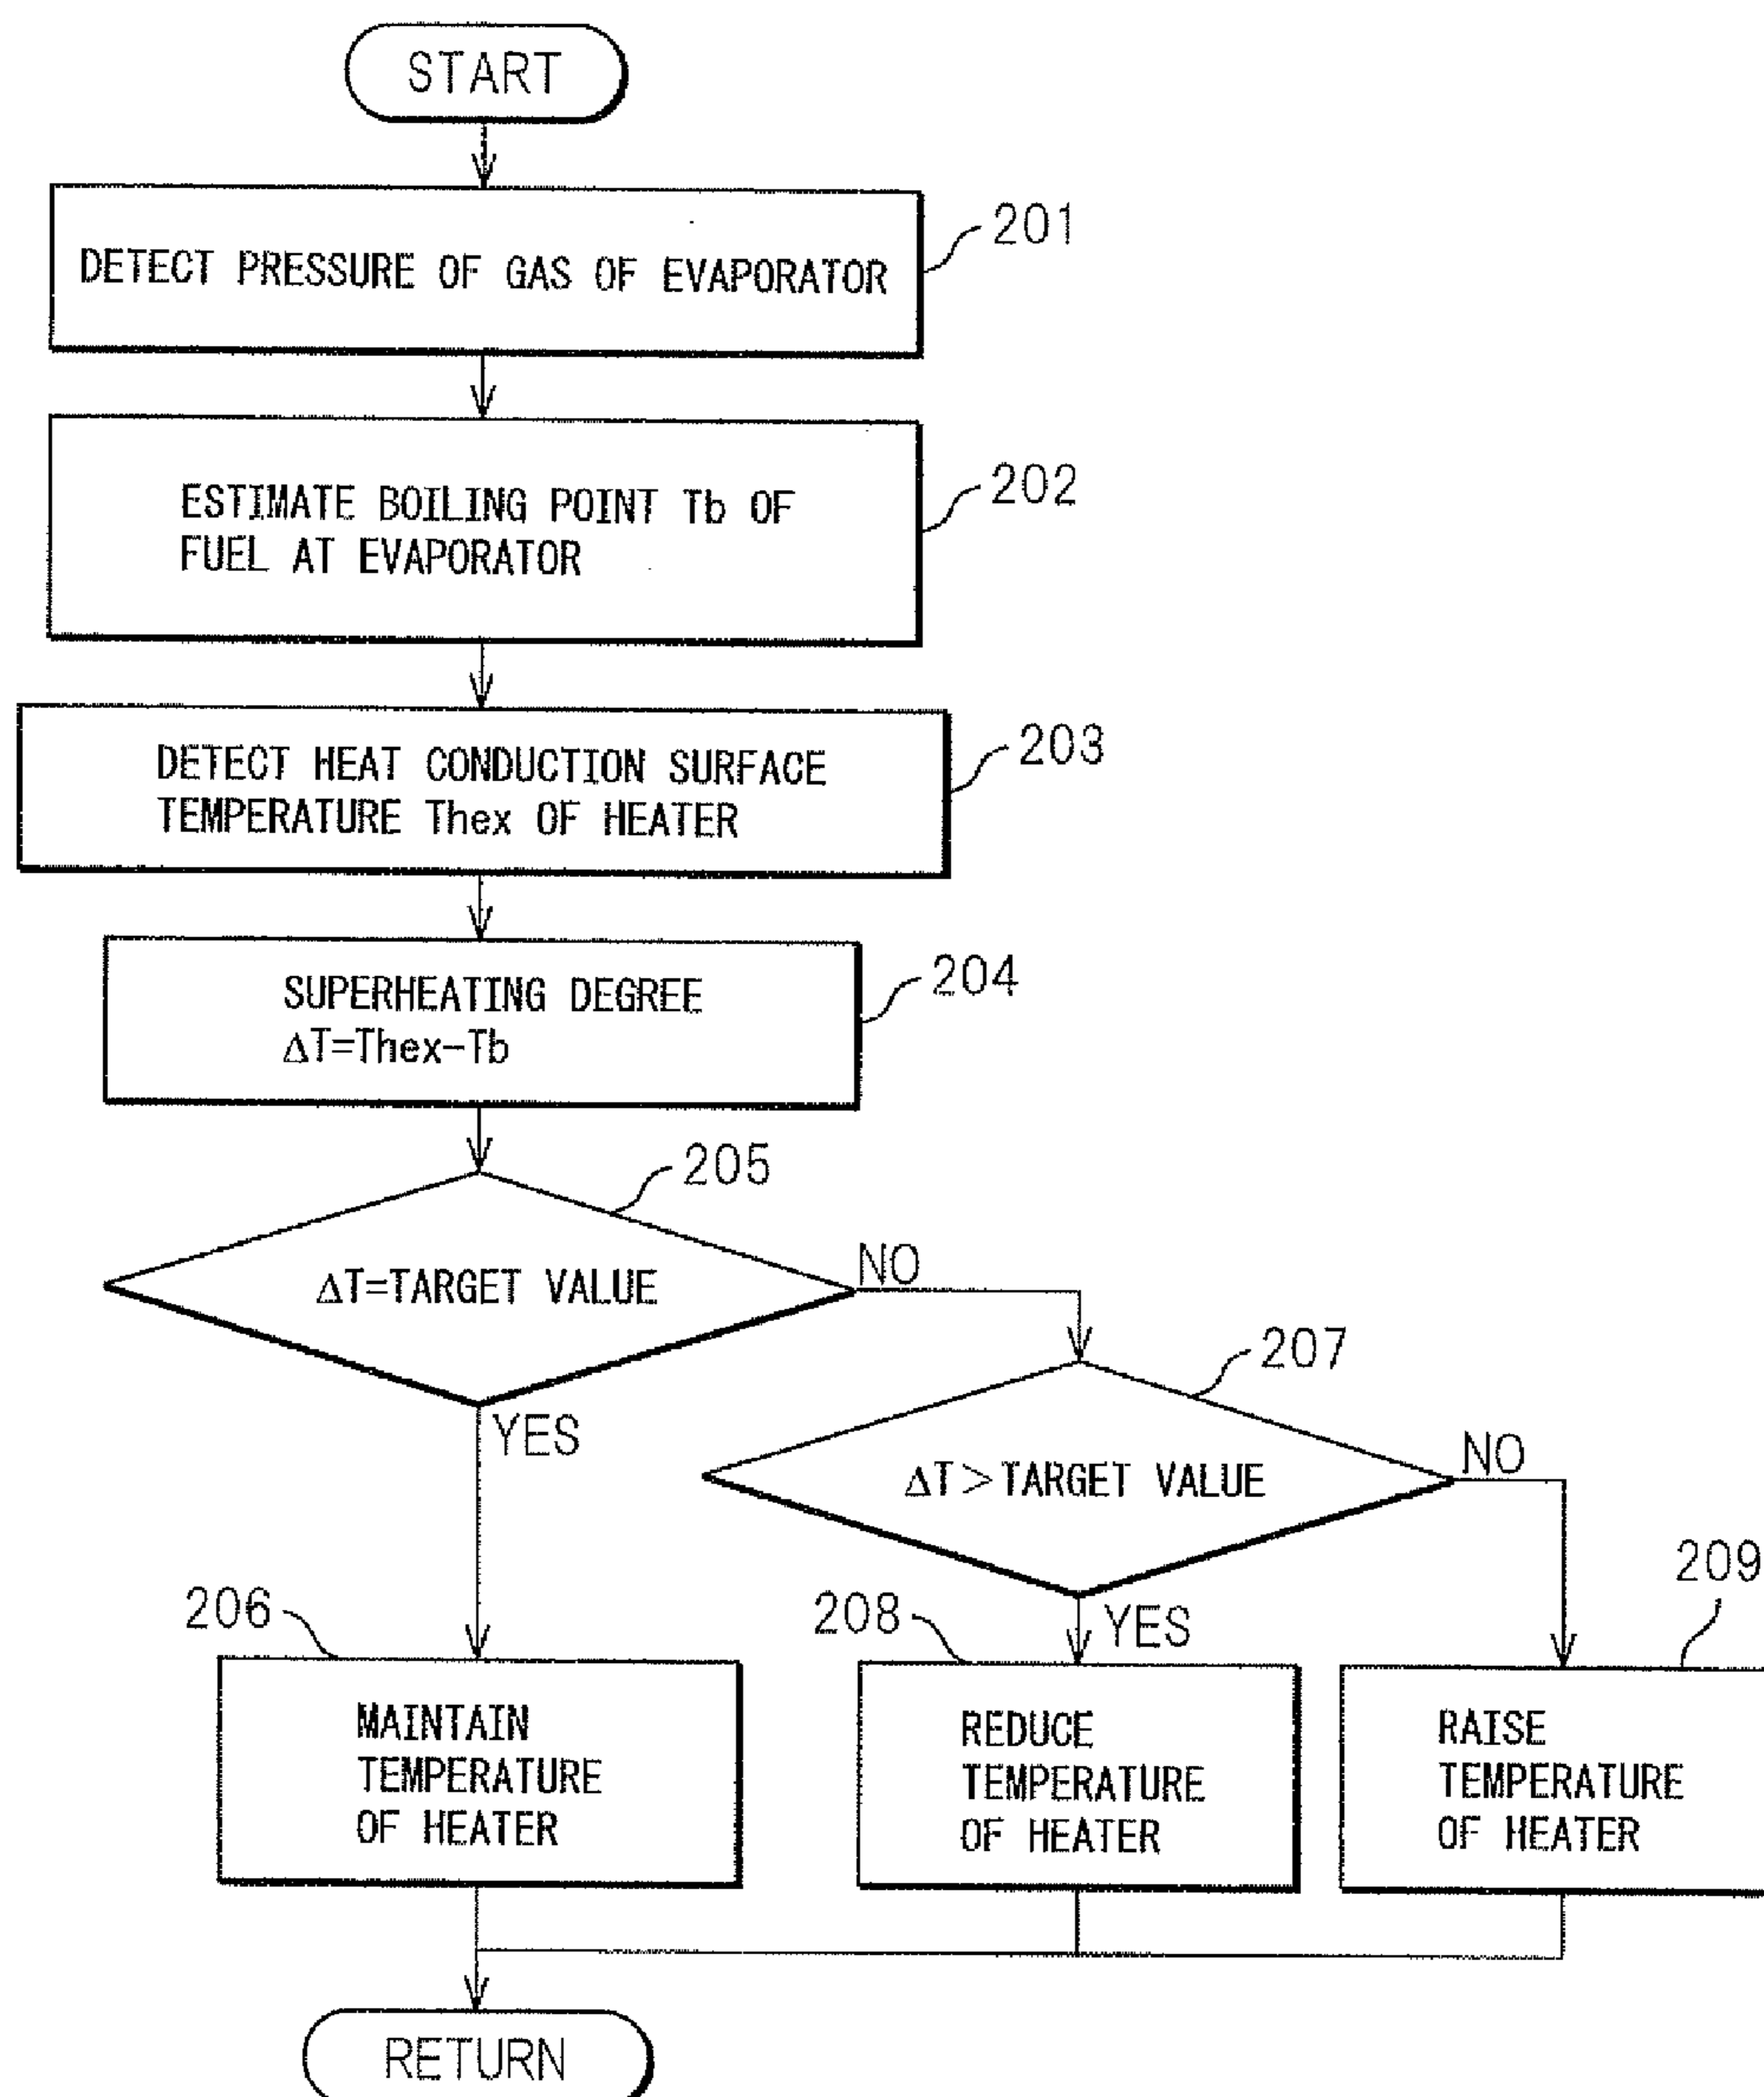 START
201
DETECT PRESSURE OF GAS OF EVAPORATOR
202
ESTIMATE BOILING POINT Tb OF
FUEL AT EVAPORATOR
203
DETECT HEAT CONDUCTION SURFACE
TEMPERATURE Thex OF HEATER
204
SUPERHEATING DEGREE
ΔT=Thex-Tb
205
ΔT=TARGET VALUE
NO
YES
207
ΔT>TARGET VALUE
NO
YES
206
MAINTAIN
TEMPERATURE
OF HEATER
208
REDUCE
TEMPERATURE
OF HEATER
209
RAISE
TEMPERATURE
OF HEATER
RETURN